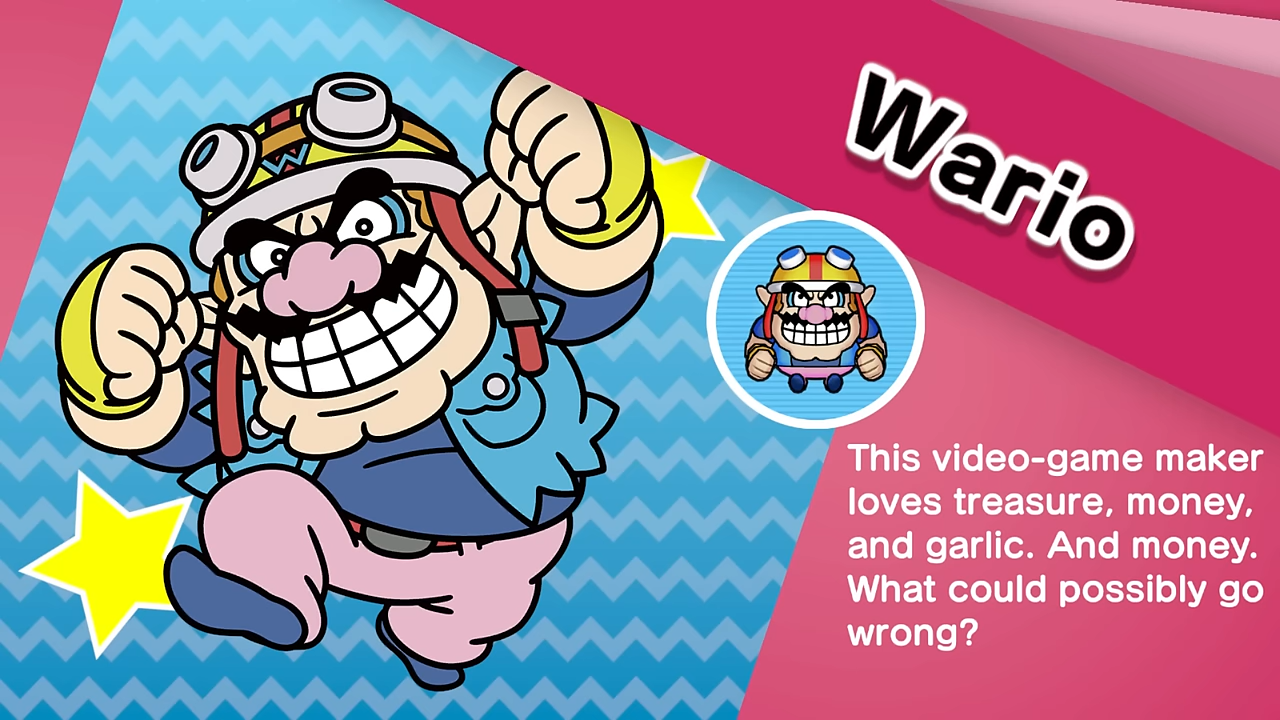 Wario
This video-game maker
loves treasure, money,
and garlic. And money.
What could possibly go
wrong?